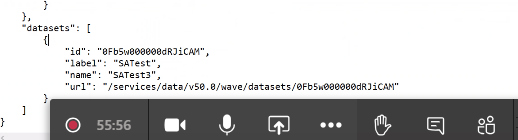 }
},
"datasets": [
{
"id": "0Fb5w000000dRJiCAM",
"label": "SATest",
"name": "SATest3",
"url": "/services/data/v50.0/wave/datasets/0Fb5w000000dRJiCAM"
}
]
}
55:56